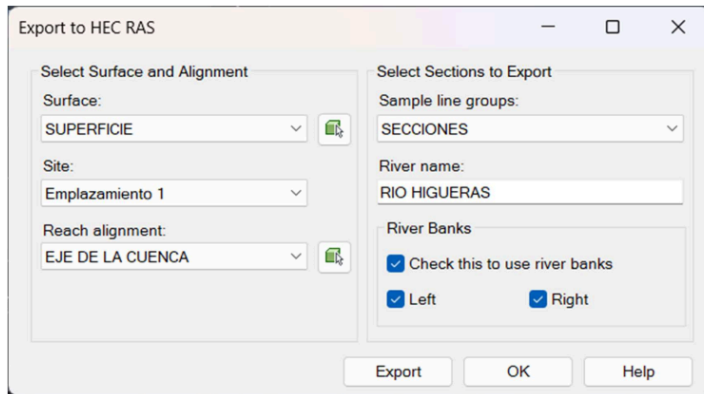 Export to HEC RAS
Select Surface and Alignment
Surface:
SUPERFICIE
Site:
Emplazamiento 1
Reach alignment:
EJE DE LA CUENCA
Select Sections to Export
Sample line groups:
SECCIONES
River name:
RIO HIGUERAS
River Banks
Check this to use river banks
Left Right
Export OK Help